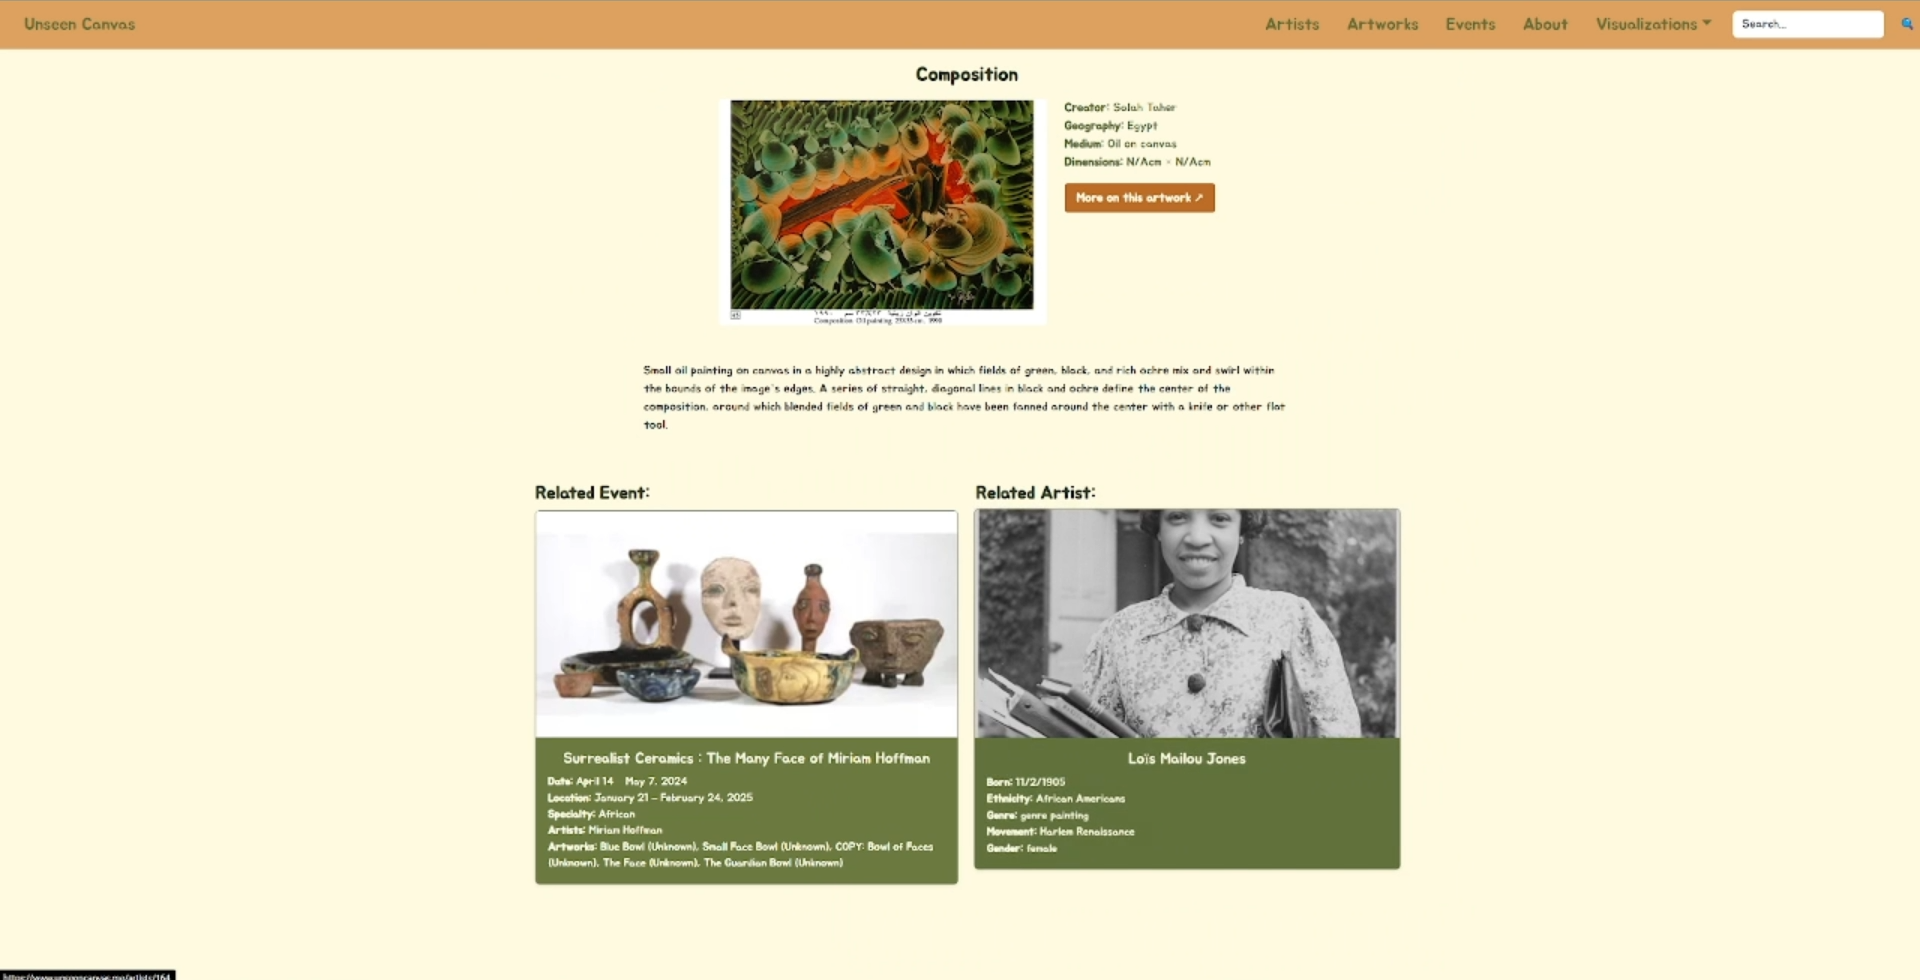 Unseen Canvas
Artists Artworks Events About Visualizations Search...
Composition
Creator: Salah Taher
Geography: Egypt
Medium: Oil on canvas
Dimensions: N/Acm × N/Acm
More on this artwork ↗
Composition Oil painting 1990
Small oil painting on canvas in a highly abstract design in which fields of green, black, and rich ochre mix and swirl within
the bounds of the image's edges. A series of straight, diagonal lines in black and ochre define the center of the
composition, around which blended fields of green and black have been fanned around the center with a knife or other flat
tool.
Related Event:
Surrealist Ceramics : The Many Face of Miriam Hoffman
Date: April 14 May 7, 2024
Location: January 21 – February 24, 2025
Specialty: African
Artists: Miriam Hoffman
Artworks: Blue Bowl (Unknown), Small Face Bowl (Unknown), COPY: Bowl of Faces
(Unknown), The Face (Unknown), The Guardian Bowl (Unknown)
Related Artist:
Loïs Mailou Jones
Born: 11/2/1905
Ethnicity: African Americans
Genre: genre painting
Movement: Harlem Renaissance
Gender: female